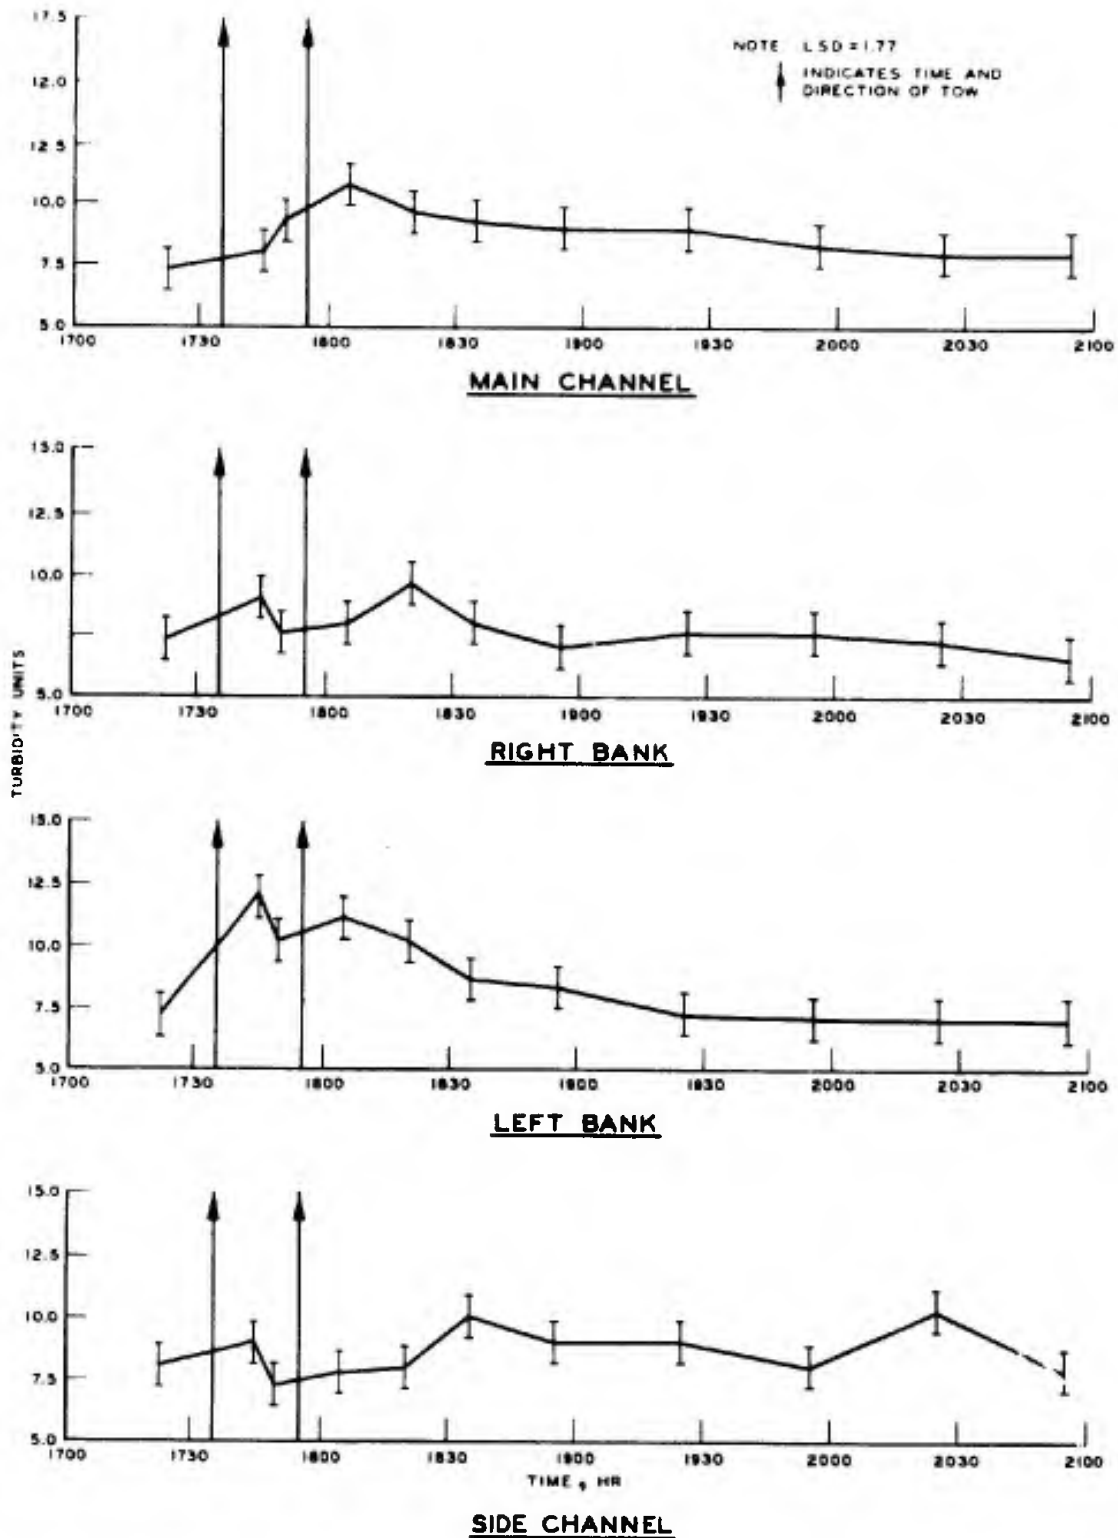 17.5
NOTE LSD = 1.77
INDICATES TIME AND
DIRECTION OF TOW
12.0
12.5
10.0
7.5
5.0
1700 1730 1800 1830 1900 1930 2000 2030 2100
MAIN CHANNEL
15.0
12.5
10.0
5.0
1700 1730 1800 1830 1900 1930 2000 2030 2100
RIGHT BANK
TURBIDITY UNITS
15.0
12.5
10.0
7.5
5.0
1700 1730 1800 1830 1900 1930 2000 2030 2100
LEFT BANK
15.0
12.5
10.0
7.5
5.0
1700 1730 1800 1830 1900 1930 2000 2030 2100
TIME, HR
SIDE CHANNEL